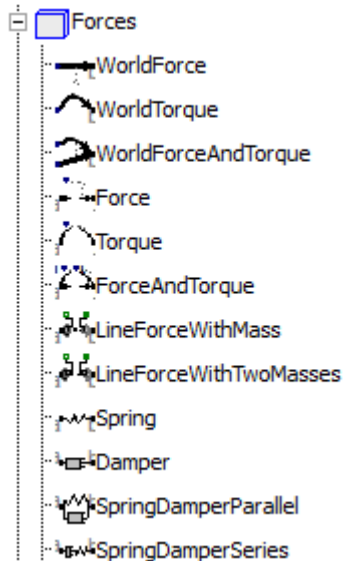 Forces
WorldForce
WorldTorque
WorldForceAndTorque
Force
Torque
ForceAndTorque
LineForceWithMass
LineForceWithTwoMasses
Spring
Damper
SpringDamperParallel
SpringDamperSeries